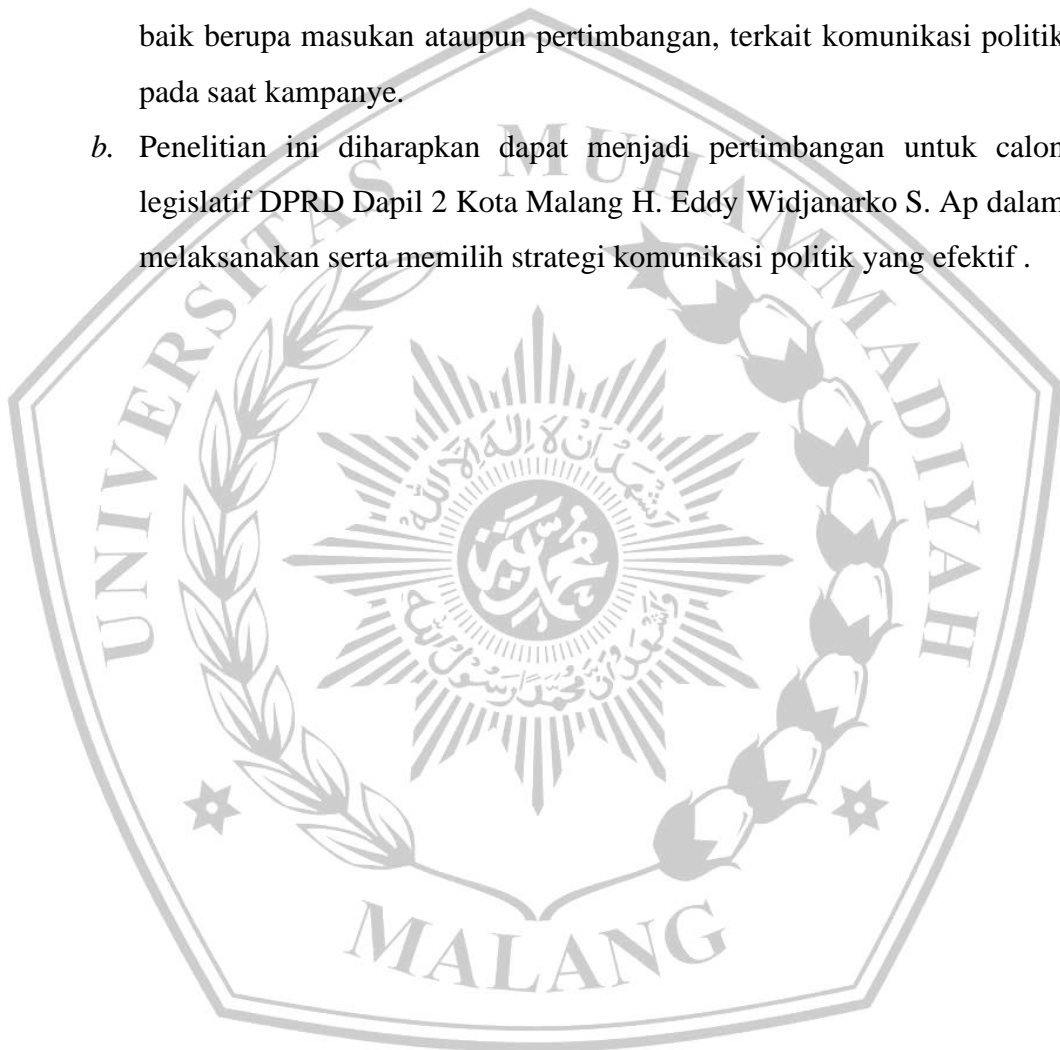 baik berupa masukan ataupun pertimbangan, terkait komunikasi politik
pada saat kampanye.
b. Penelitian ini diharapkan dapat menjadi pertimbangan untuk calon
legislatif DPRD Dapil 2 Kota Malang H. Eddy Widjanarko S. Ap dalam
melaksanakan serta memilih strategi komunikasi politik yang efektif .
UNIVERSITAS MUHAMMADIYAH
MALANG